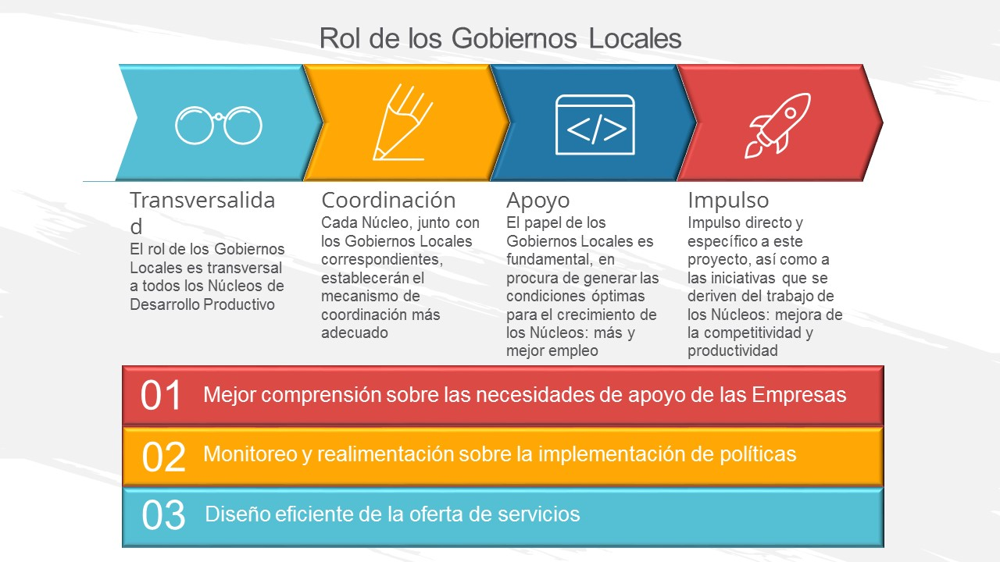 Rol de los Gobiernos Locales
</>
Transversalida
d
El rol de los Gobiernos
Locales es transversal
a todos los Núcleos de
Desarrollo Productivo
Coordinación
Cada Núcleo, junto con
los Gobiernos Locales
correspondientes,
establecerán el
mecanismo de
coordinación más
adecuado
Apoyo
El papel de los
Gobiernos Locales es
fundamental, en
procura de generar las
condiciones óptimas
para el crecimiento de
los Núcleos: más y
mejor empleo
Impulso
Impulso directo y
específico a este
proyecto, así como a
las iniciativas que se
deriven del trabajo de
los Núcleos: mejora de
la competitividad y
productividad
01 Mejor comprensión sobre las necesidades de apoyo de las Empresas
02 Monitoreo y realimentación sobre la implementación de políticas
03 Diseño eficiente de la oferta de servicios